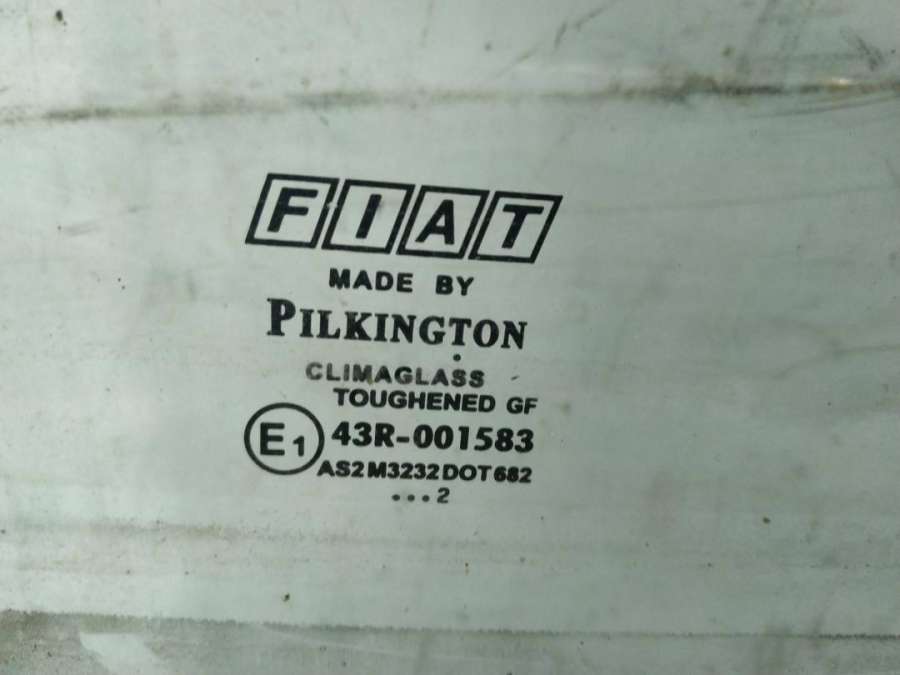 FIAT
MADE BY
PILKINGTON
CLIMAGLASS
TOUGHENED GF
E1 43R-001583
AS2 M3232 DOT 682
...2